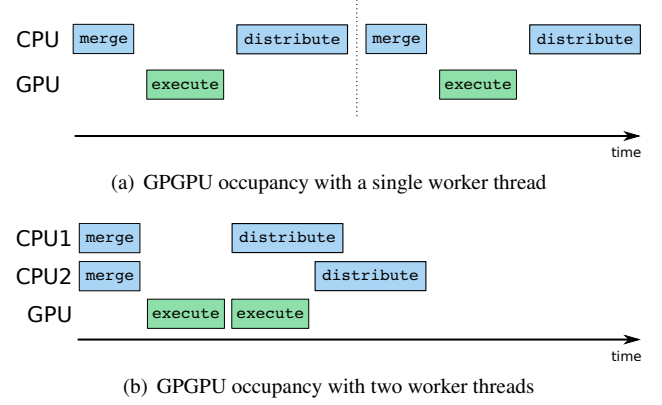 CPU merge distribute merge distribute
GPU execute execute
time
(a) GPGPU occupancy with a single worker thread
CPU1 merge distribute
CPU2 merge distribute
GPU execute execute
time
(b) GPGPU occupancy with two worker threads